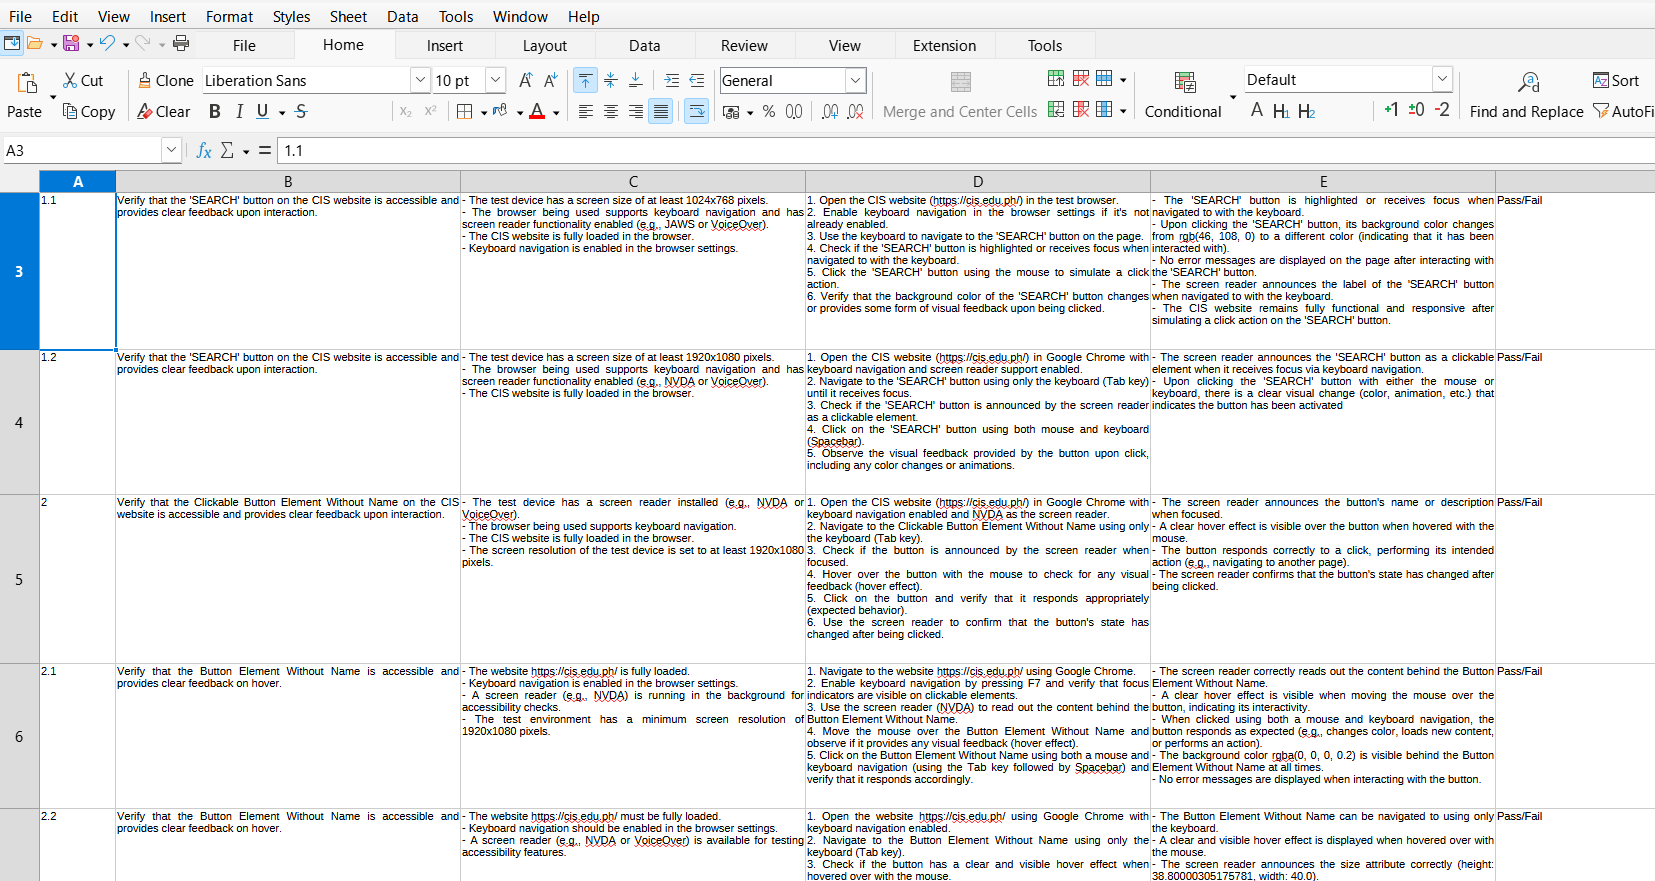 File Edit View Insert Format Styles Sheet Data Tools Window Help
File Home Insert Layout Data Review View Extension Tools
Cut Clone Liberation Sans 10 pt General Default Sort
Paste Copy Clear B I U S Merge and Center Cells Conditional A H1 H2 +1 ±0 -2 Find and Replace AutoFi
A3 fx Σ = 1.1
A B C D E
3
1.1
Verify that the 'SEARCH' button on the CIS website is accessible and
provides clear feedback upon interaction.
- The test device has a screen size of at least 1024x768 pixels.
- The browser being used supports keyboard navigation and has
screen reader functionality enabled (e.g., JAWS or VoiceOver).
- The CIS website is fully loaded in the browser.
- Keyboard navigation is enabled in the browser settings.
1. Open the CIS website (https://cis.edu.ph/) in the test browser.
2. Enable keyboard navigation in the browser settings if it's not
already enabled.
3. Use the keyboard to navigate to the 'SEARCH' button on the page.
4. Check if the 'SEARCH' button is highlighted or receives focus when
navigated to with the keyboard.
5. Click the 'SEARCH' button using the mouse to simulate a click
action.
6. Verify that the background color of the 'SEARCH' button changes
or provides some form of visual feedback upon being clicked.
- The 'SEARCH' button is highlighted or receives focus when
navigated to with the keyboard.
- Upon clicking the 'SEARCH' button, its background color changes
from rgb(46, 108, 0) to a different color (indicating that it has been
interacted with).
- No error messages are displayed on the page after interacting with
the 'SEARCH' button.
- The screen reader announces the label of the 'SEARCH' button
when navigated to with the keyboard.
- The CIS website remains fully functional and responsive after
simulating a click action on the 'SEARCH' button.
Pass/Fail
4
1.2
Verify that the 'SEARCH' button on the CIS website is accessible and
provides clear feedback upon interaction.
- The test device has a screen size of at least 1920x1080 pixels.
- The browser being used supports keyboard navigation and has
screen reader functionality enabled (e.g., NVDA or VoiceOver).
- The CIS website is fully loaded in the browser.
1. Open the CIS website (https://cis.edu.ph/) in Google Chrome with
keyboard navigation and screen reader support enabled.
2. Navigate to the 'SEARCH' button using only the keyboard (Tab key)
until it receives focus.
3. Check if the 'SEARCH' button is announced by the screen reader
as a clickable element.
4. Click on the 'SEARCH' button using both mouse and keyboard
(Spacebar).
5. Observe the visual feedback provided by the button upon click,
including any color changes or animations.
- The screen reader announces the 'SEARCH' button as a clickable
element when it receives focus via keyboard navigation.
- Upon clicking the 'SEARCH' button with either the mouse or
keyboard, there is a clear visual change (color, animation, etc.) that
indicates the button has been activated
Pass/Fail
5
2
Verify that the Clickable Button Element Without Name on the CIS
website is accessible and provides clear feedback upon interaction.
- The test device has a screen reader installed (e.g., NVDA or
VoiceOver).
- The browser being used supports keyboard navigation.
- The CIS website is fully loaded in the browser.
- The screen resolution of the test device is set to at least 1920x1080
pixels.
1. Open the CIS website (https://cis.edu.ph/) in Google Chrome with
keyboard navigation enabled and NVDA as the screen reader.
2. Navigate to the Clickable Button Element Without Name using only
the keyboard (Tab key).
3. Check if the button is announced by the screen reader when
focused.
4. Hover over the button with the mouse to check for any visual
feedback (hover effect).
5. Click on the button and verify that it responds appropriately
(expected behavior).
6. Use the screen reader to confirm that the button's state has
changed after being clicked.
- The screen reader announces the button's name or description
when focused.
- A clear hover effect is visible over the button when hovered with the
mouse.
- The button responds correctly to a click, performing its intended
action (e.g., navigating to another page).
- The screen reader confirms that the button's state has changed after
being clicked.
Pass/Fail
6
2.1
Verify that the Button Element Without Name is accessible and
provides clear feedback on hover.
- The website https://cis.edu.ph/ is fully loaded.
- Keyboard navigation is enabled in the browser settings.
- A screen reader (e.g., NVDA) is running in the background for
accessibility checks.
- The test environment has a minimum screen resolution of
1920x1080 pixels.
1. Navigate to the website https://cis.edu.ph/ using Google Chrome.
2. Enable keyboard navigation by pressing F7 and verify that focus
indicators are visible on clickable elements.
3. Use the screen reader (NVDA) to read out the content behind the
Button Element Without Name.
4. Move the mouse over the Button Element Without Name and
observe if it provides any visual feedback (hover effect).
5. Click on the Button Element Without Name using both a mouse and
keyboard navigation (using the Tab key followed by Spacebar) and
verify that it responds accordingly.
- The screen reader correctly reads out the content behind the Button
Element Without Name.
- A clear hover effect is visible when moving the mouse over the
button, indicating its interactivity.
- When clicked using both a mouse and keyboard navigation, the
button responds as expected (e.g., changes color, loads new content,
or performs an action).
- The background color rgba(0, 0, 0, 0.2) is visible behind the Button
Element Without Name at all times.
- No error messages are displayed when interacting with the button.
Pass/Fail
2.2
Verify that the Button Element Without Name is accessible and
provides clear feedback on hover.
- The website https://cis.edu.ph/ must be fully loaded.
- Keyboard navigation should be enabled in the browser settings.
- A screen reader (e.g., NVDA or VoiceOver) is available for testing
accessibility features.
1. Open the website https://cis.edu.ph/ using Google Chrome with
keyboard navigation enabled.
2. Navigate to the Button Element Without Name using only the
keyboard (Tab key).
3. Check if the button has a clear and visible hover effect when
hovered over with the mouse.
- The Button Element Without Name can be navigated to using only
the keyboard.
- A clear and visible hover effect is displayed when hovered over with
the mouse.
- The screen reader announces the size attribute correctly (height:
38.80000305175781, width: 40.0).
Pass/Fail